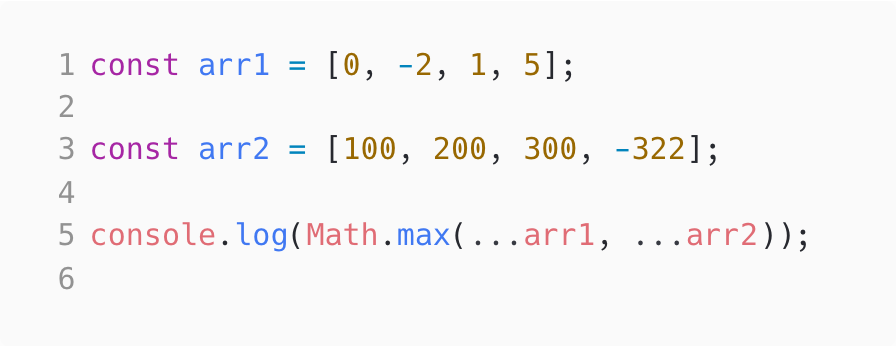 1 const arr1 = [0, -2, 1, 5];
2
3 const arr2 = [100, 200, 300, -322];
4
5 console.log(Math.max(...arr1, ...arr2));
6